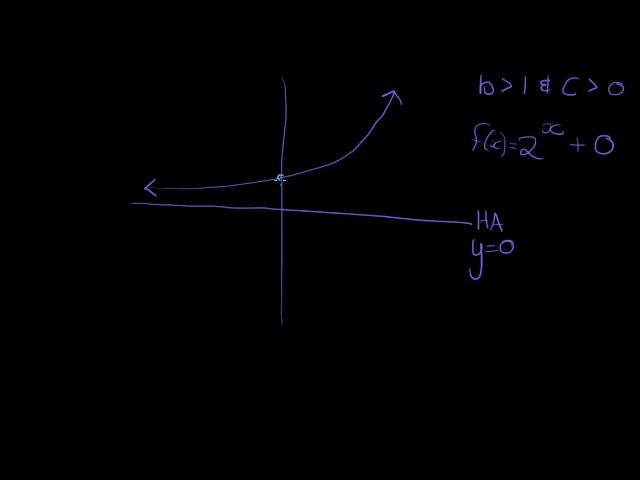 b > 1 & c > 0
f(x) = 2^x + 0
HA
y=0